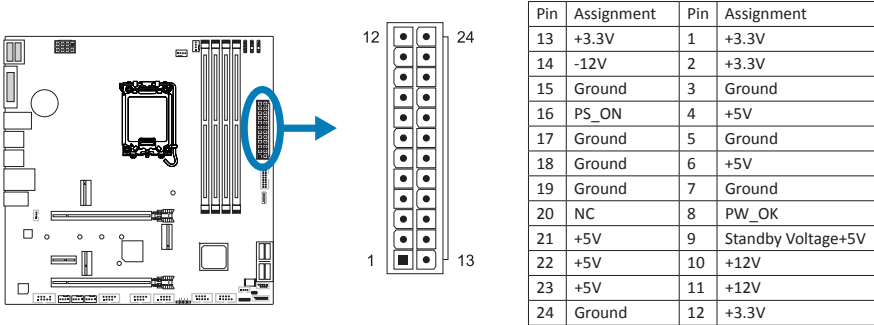 12 24
1 13
Pin Assignment Pin Assignment
13 +3.3V 1 +3.3V
14 -12V 2 +3.3V
15 Ground 3 Ground
16 PS_ON 4 +5V
17 Ground 5 Ground
18 Ground 6 +5V
19 Ground 7 Ground
20 NC 8 PW_OK
21 +5V 9 Standby Voltage+5V
22 +5V 10 +12V
23 +5V 11 +12V
24 Ground 12 +3.3V